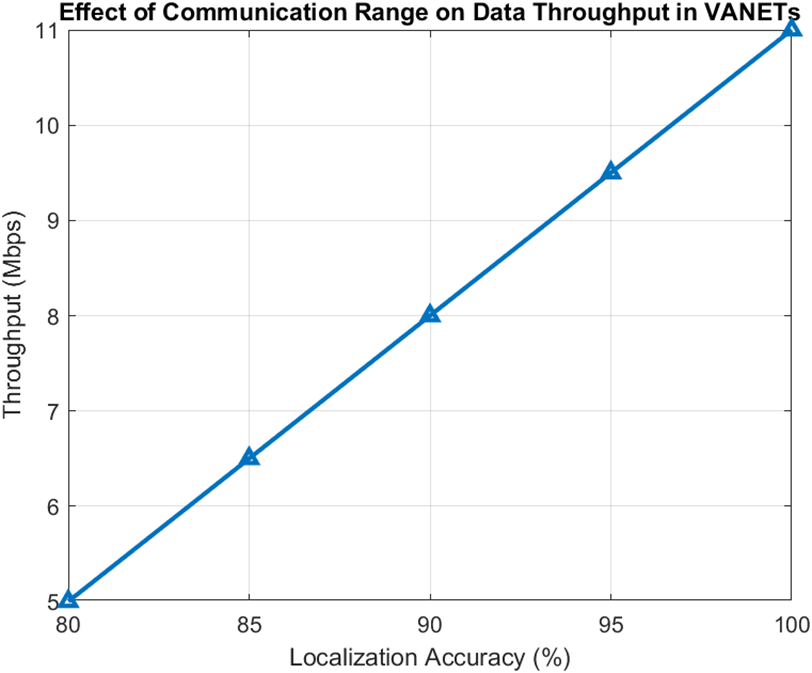 Effect of Communication Range on Data Throughput in VANETs
11
10
9
8
7
6
5
Throughput (Mbps)
80 85 90 95 100
Localization Accuracy (%)